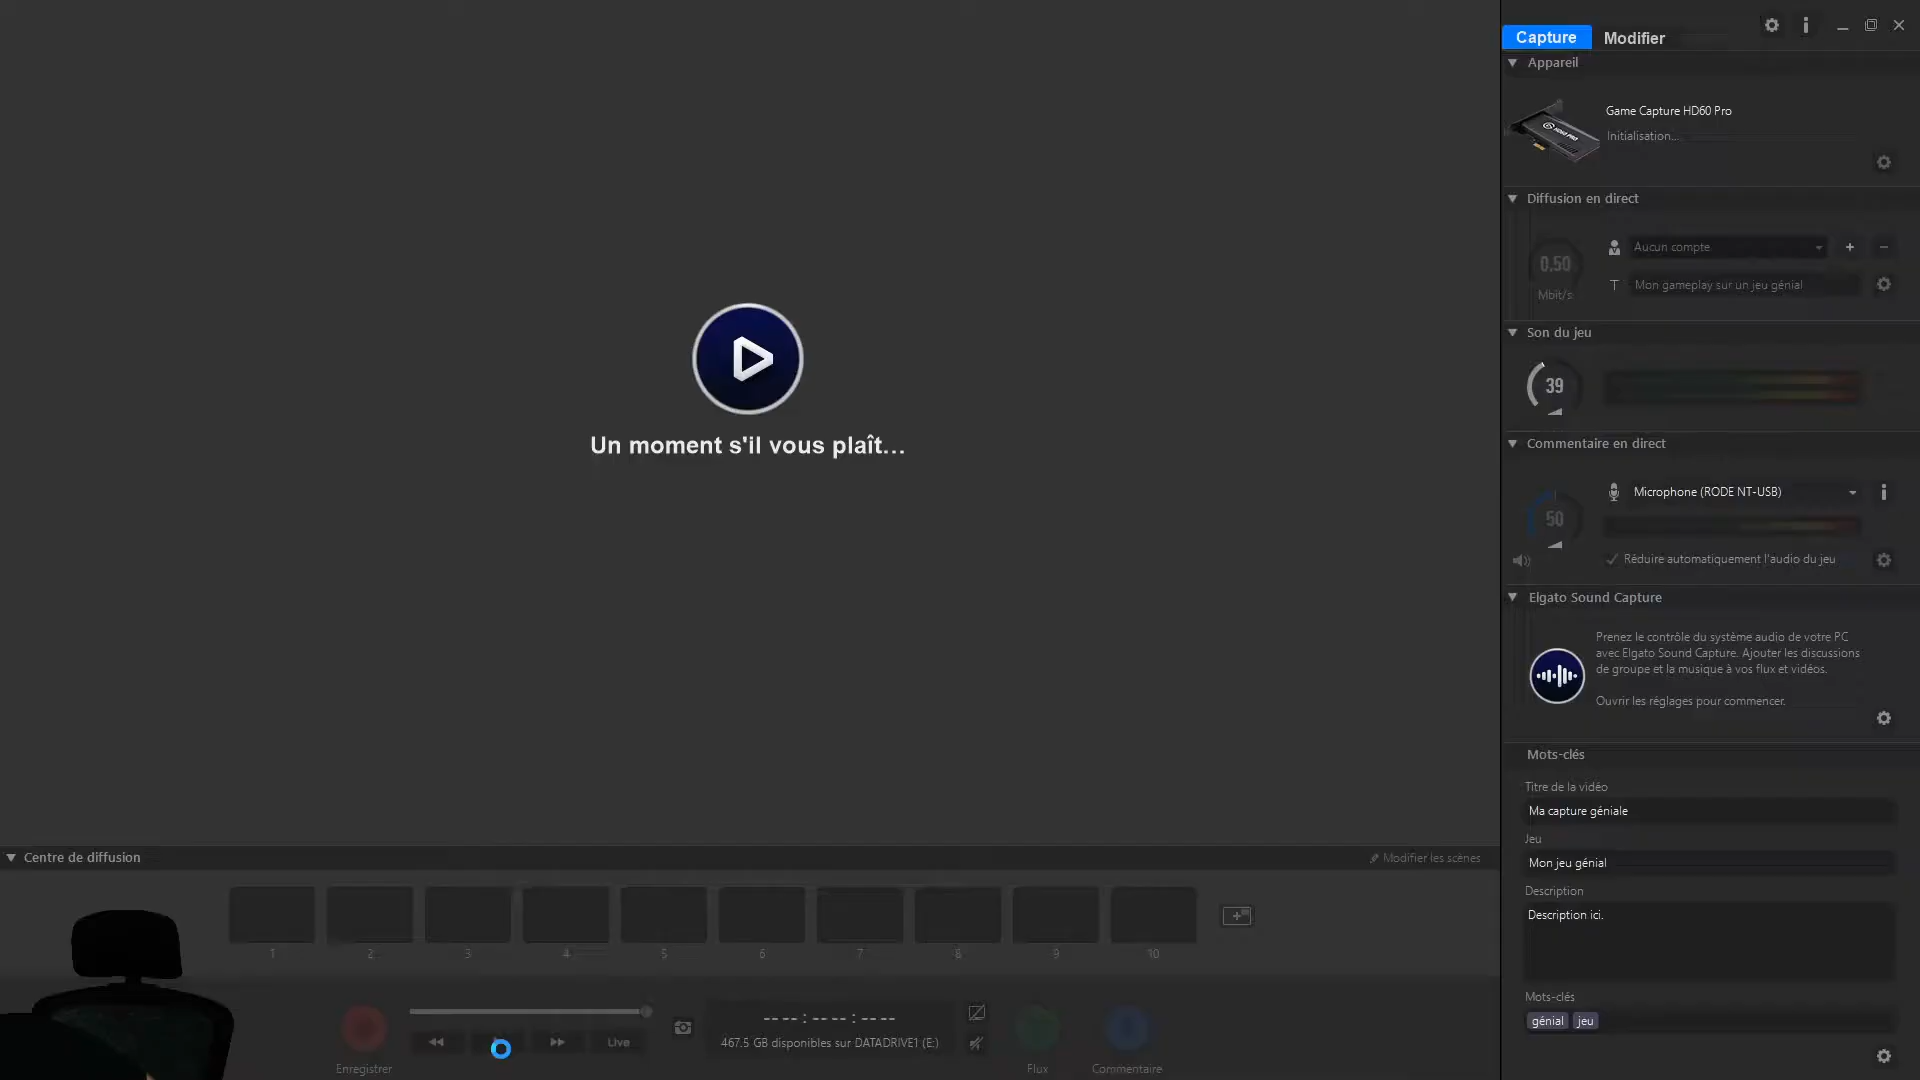 Capture
Modifier
Appareil
Game Capture HD60 Pro
Initialisation...
Diffusion en direct
0.50
Mbit/s
Aucun compte
Mon gameplay sur un jeu génial
Son du jeu
39
Commentaire en direct
50
Microphone (RODE NT-USB)
Réduire automatiquement l'audio du jeu
Elgato Sound Capture
Prenez le contrôle du système audio de votre PC
avec Elgato Sound Capture. Ajouter les discussions
de groupe et la musique à vos flux et vidéos.
Ouvrir les réglages pour commencer.
Mots-clés
Titre de la vidéo
Ma capture géniale
Jeu
Mon jeu génial
Description
Description ici.
Mots-clés
génial jeu
Un moment s'il vous plaît...
Centre de diffusion
Modifier les scènes
1 2 3 4 5 6 7 8 9 10
Enregistrer
Live
-- -- : -- -- : -- --
467.5 GB disponibles sur DATADRIVE1 (E:)
Flux
Commentaire